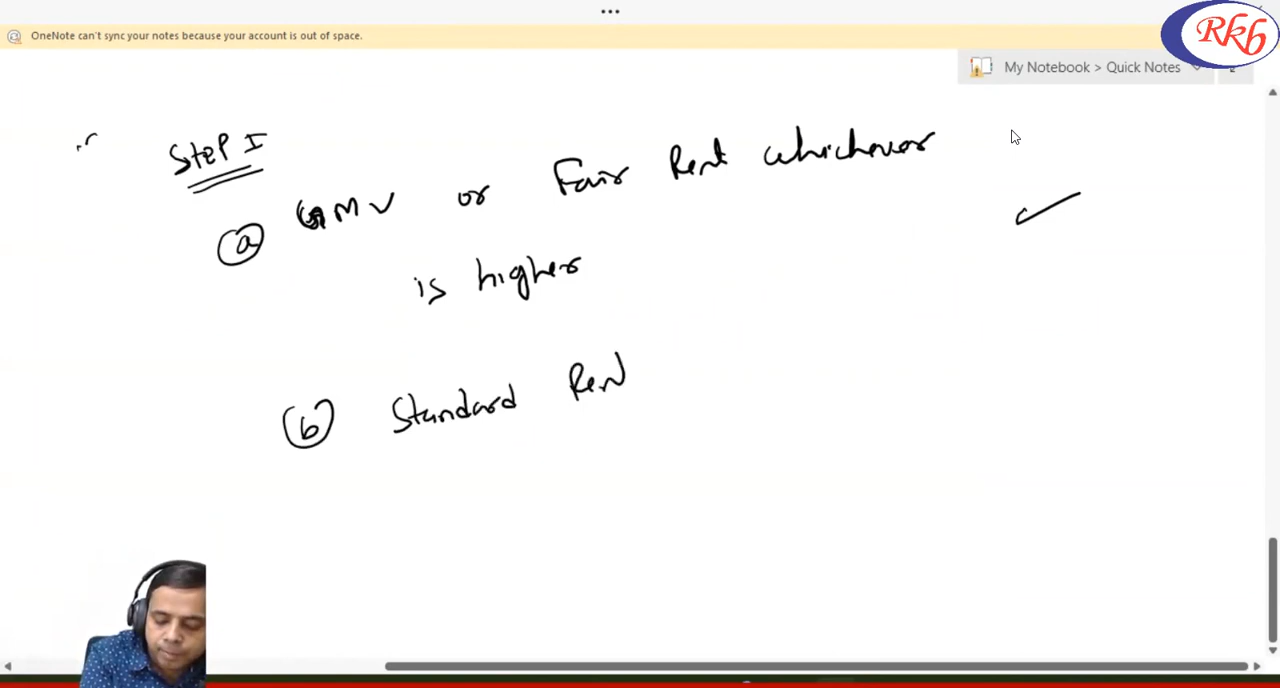 OneNote can't sync your notes because your account is out of space.
Rkb
My Notebook > Quick Notes
Step I
(a) GMV or Fair Rent whichever
is higher
(b) Standard Rent